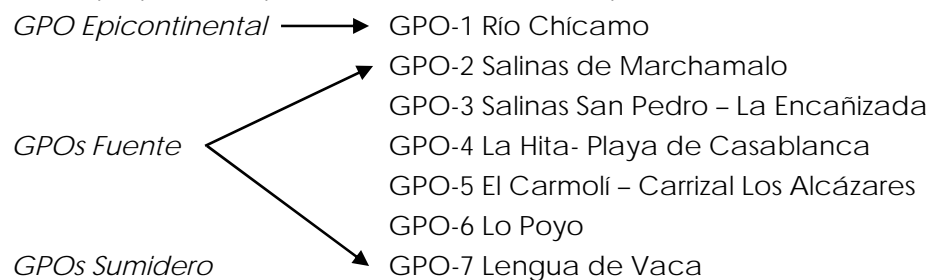 GPO Epicontinental GPO-1 Río Chícamo
GPO-2 Salinas de Marchamalo
GPO-3 Salinas San Pedro – La Encañizada
GPOs Fuente GPO-4 La Hita- Playa de Casablanca
GPO-5 El Carmolí – Carrizal Los Alcázares
GPO-6 Lo Poyo
GPOs Sumidero GPO-7 Lengua de Vaca